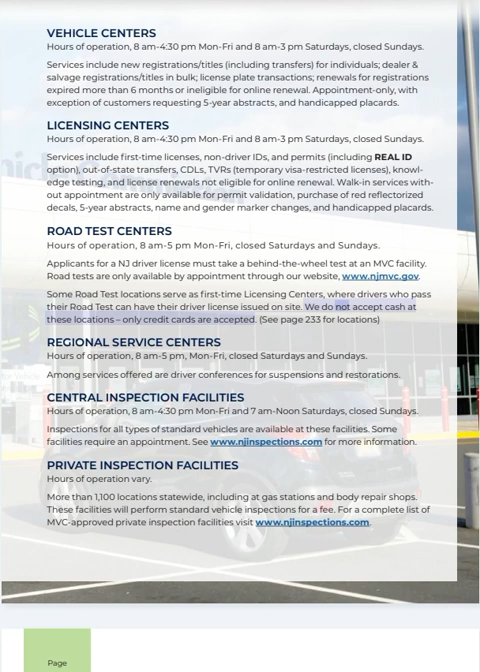 VEHICLE CENTERS
Hours of operation, 8 am-4:30 pm Mon-Fri and 8 am-3 pm Saturdays, closed Sundays.
Services include new registrations/titles (including transfers) for individuals; dealer &
salvage registrations/titles in bulk; license plate transactions; renewals for registrations
expired more than 6 months or ineligible for online renewal. Appointment-only, with
exception of customers requesting 5-year abstracts, and handicapped placards.
LICENSING CENTERS
Hours of operation, 8 am-4:30 pm Mon-Fri and 8 am-3 pm Saturdays, closed Sundays.
Services include first-time licenses, non-driver IDs, and permits (including REAL ID
option), out-of-state transfers, CDLs, TVRs (temporary visa-restricted licenses), knowl-
edge testing, and license renewals not eligible for online renewal. Walk-in services with-
out appointment are only available for permit validation, purchase of red reflectorized
decals, 5-year abstracts, name and gender marker changes, and handicapped placards.
ROAD TEST CENTERS
Hours of operation, 8 am-5 pm Mon-Fri, closed Saturdays and Sundays.
Applicants for a NJ driver license must take a behind-the-wheel test at an MVC facility.
Road tests are only available by appointment through our website, www.njmvc.gov.
Some Road Test locations serve as first-time Licensing Centers, where drivers who pass
their Road Test can have their driver license issued on site. We do not accept cash at
these locations – only credit cards are accepted. (See page 233 for locations)
REGIONAL SERVICE CENTERS
Hours of operation, 8 am-5 pm, Mon-Fri, closed Saturdays and Sundays.
Among services offered are driver conferences for suspensions and restorations.
CENTRAL INSPECTION FACILITIES
Hours of operation, 8 am-4:30 pm Mon-Fri and 7 am-Noon Saturdays, closed Sundays.
Inspections for all types of standard vehicles are available at these facilities. Some
facilities require an appointment. See www.njinspections.com for more information.
PRIVATE INSPECTION FACILITIES
Hours of operation vary.
More than 1,100 locations statewide, including at gas stations and body repair shops.
These facilities will perform standard vehicle inspections for a fee. For a complete list of
MVC-approved private inspection facilities visit www.njinspections.com.
Page